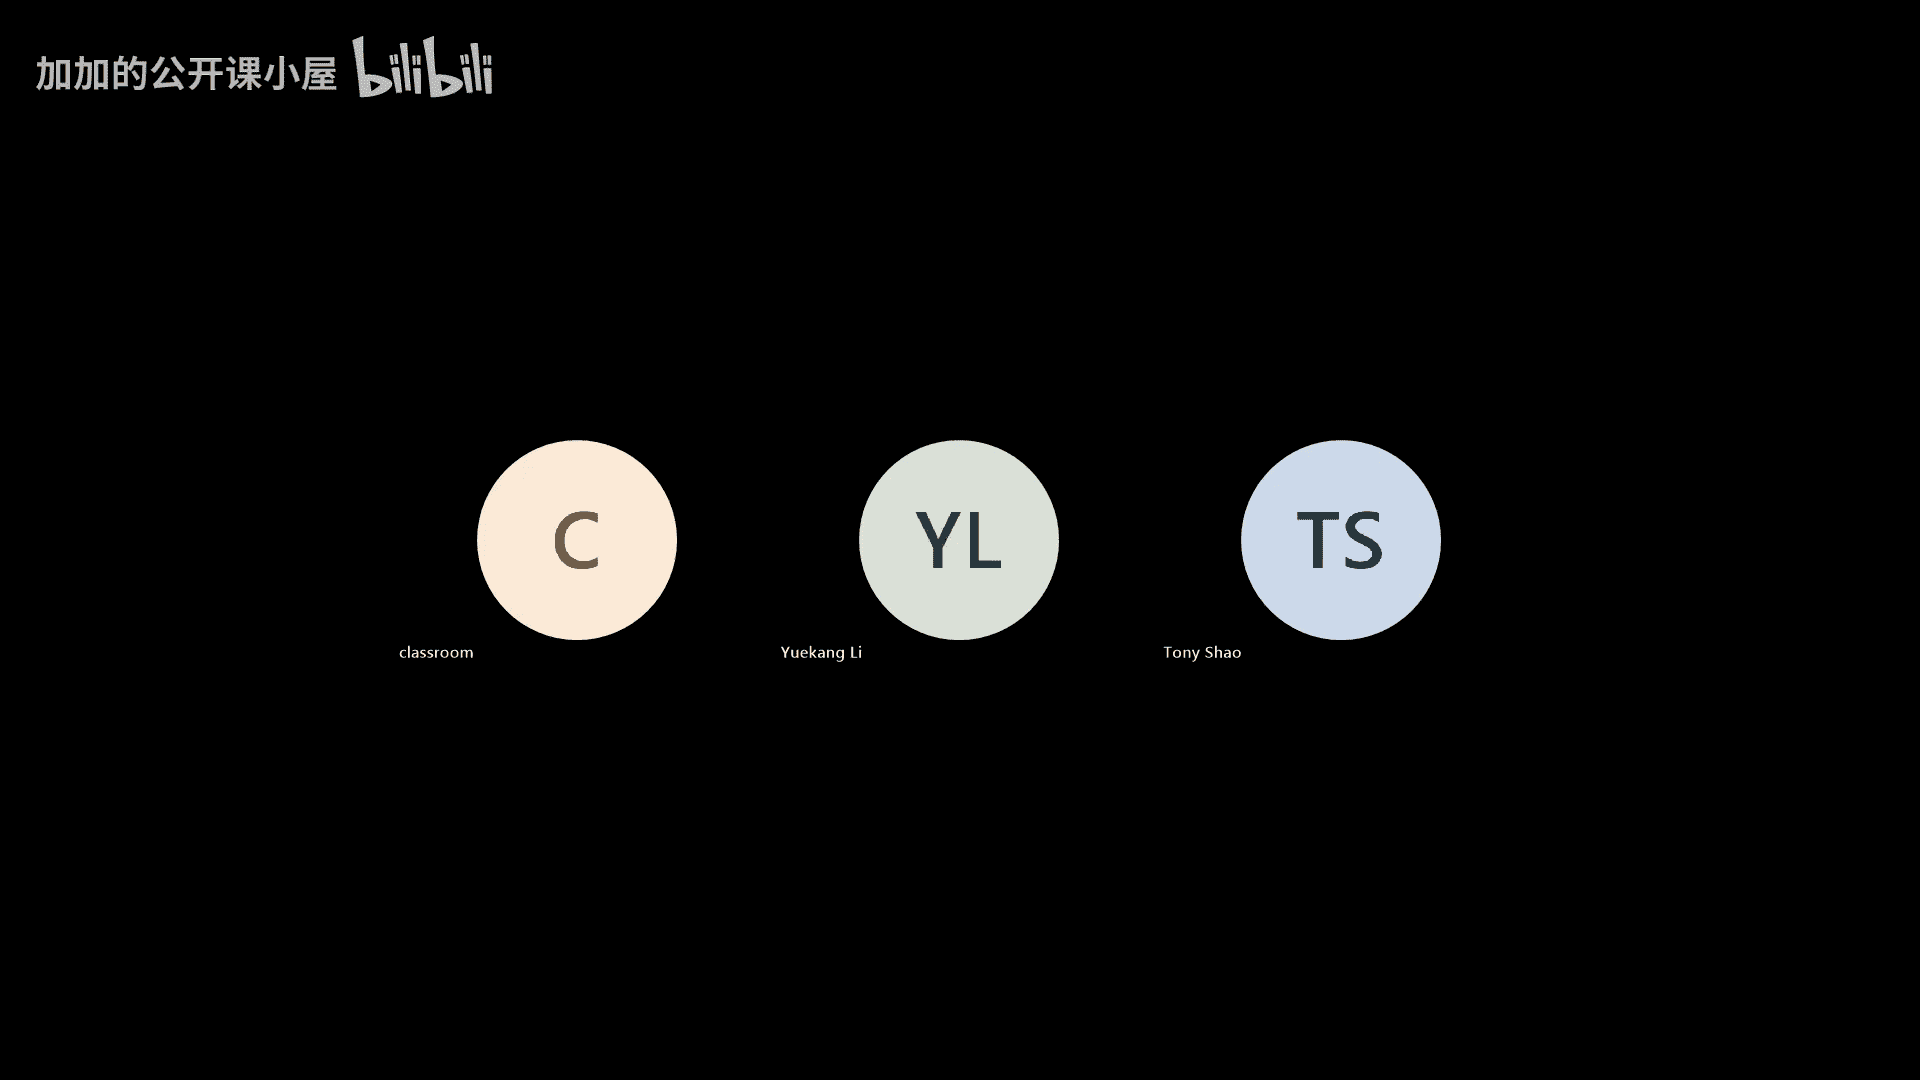 加加的公开课小屋 bilibili
C
YL
TS
classroom
Yuekang Li
Tony Shao